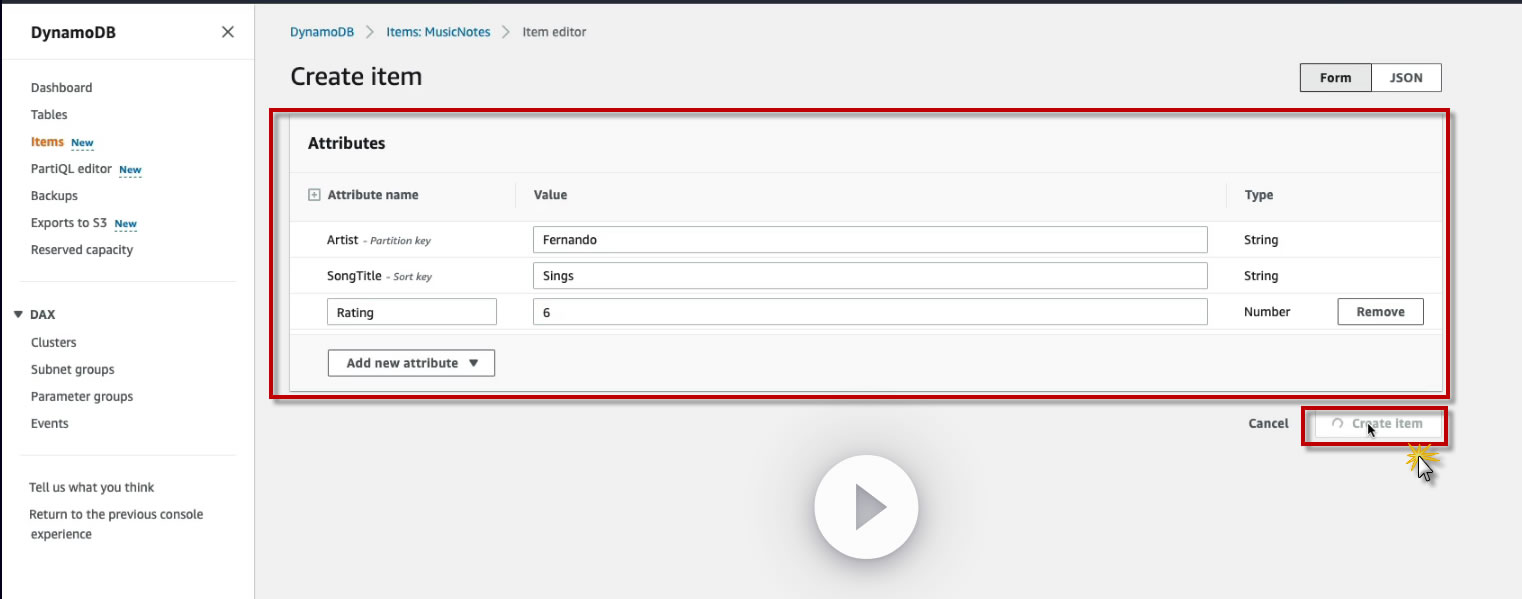 DynamoDB
Dashboard
Tables
Items New
PartiQL editor New
Backups
Exports to S3 New
Reserved capacity
DAX
Clusters
Subnet groups
Parameter groups
Events
Tell us what you think
Return to the previous console
experience
DynamoDB Items: MusicNotes Item editor
Create item
Form JSON
Attributes
Attribute name Value Type
Artist - Partition key Fernando String
SongTitle - Sort key Sings String
Rating 6 Number Remove
Add new attribute
Cancel Create item